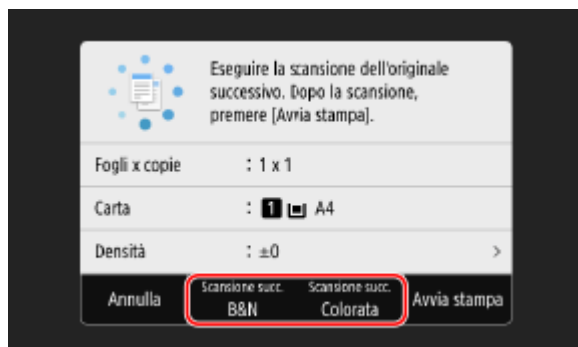 Eseguire la scansione dell'originale
successivo. Dopo la scansione,
premere [Avvia stampa].
Fogli x copie : 1 x 1
Carta : 1 A4
Densità : ±0 >
Annulla Scansione succ. B&N Scansione succ. Colorata Avvia stampa